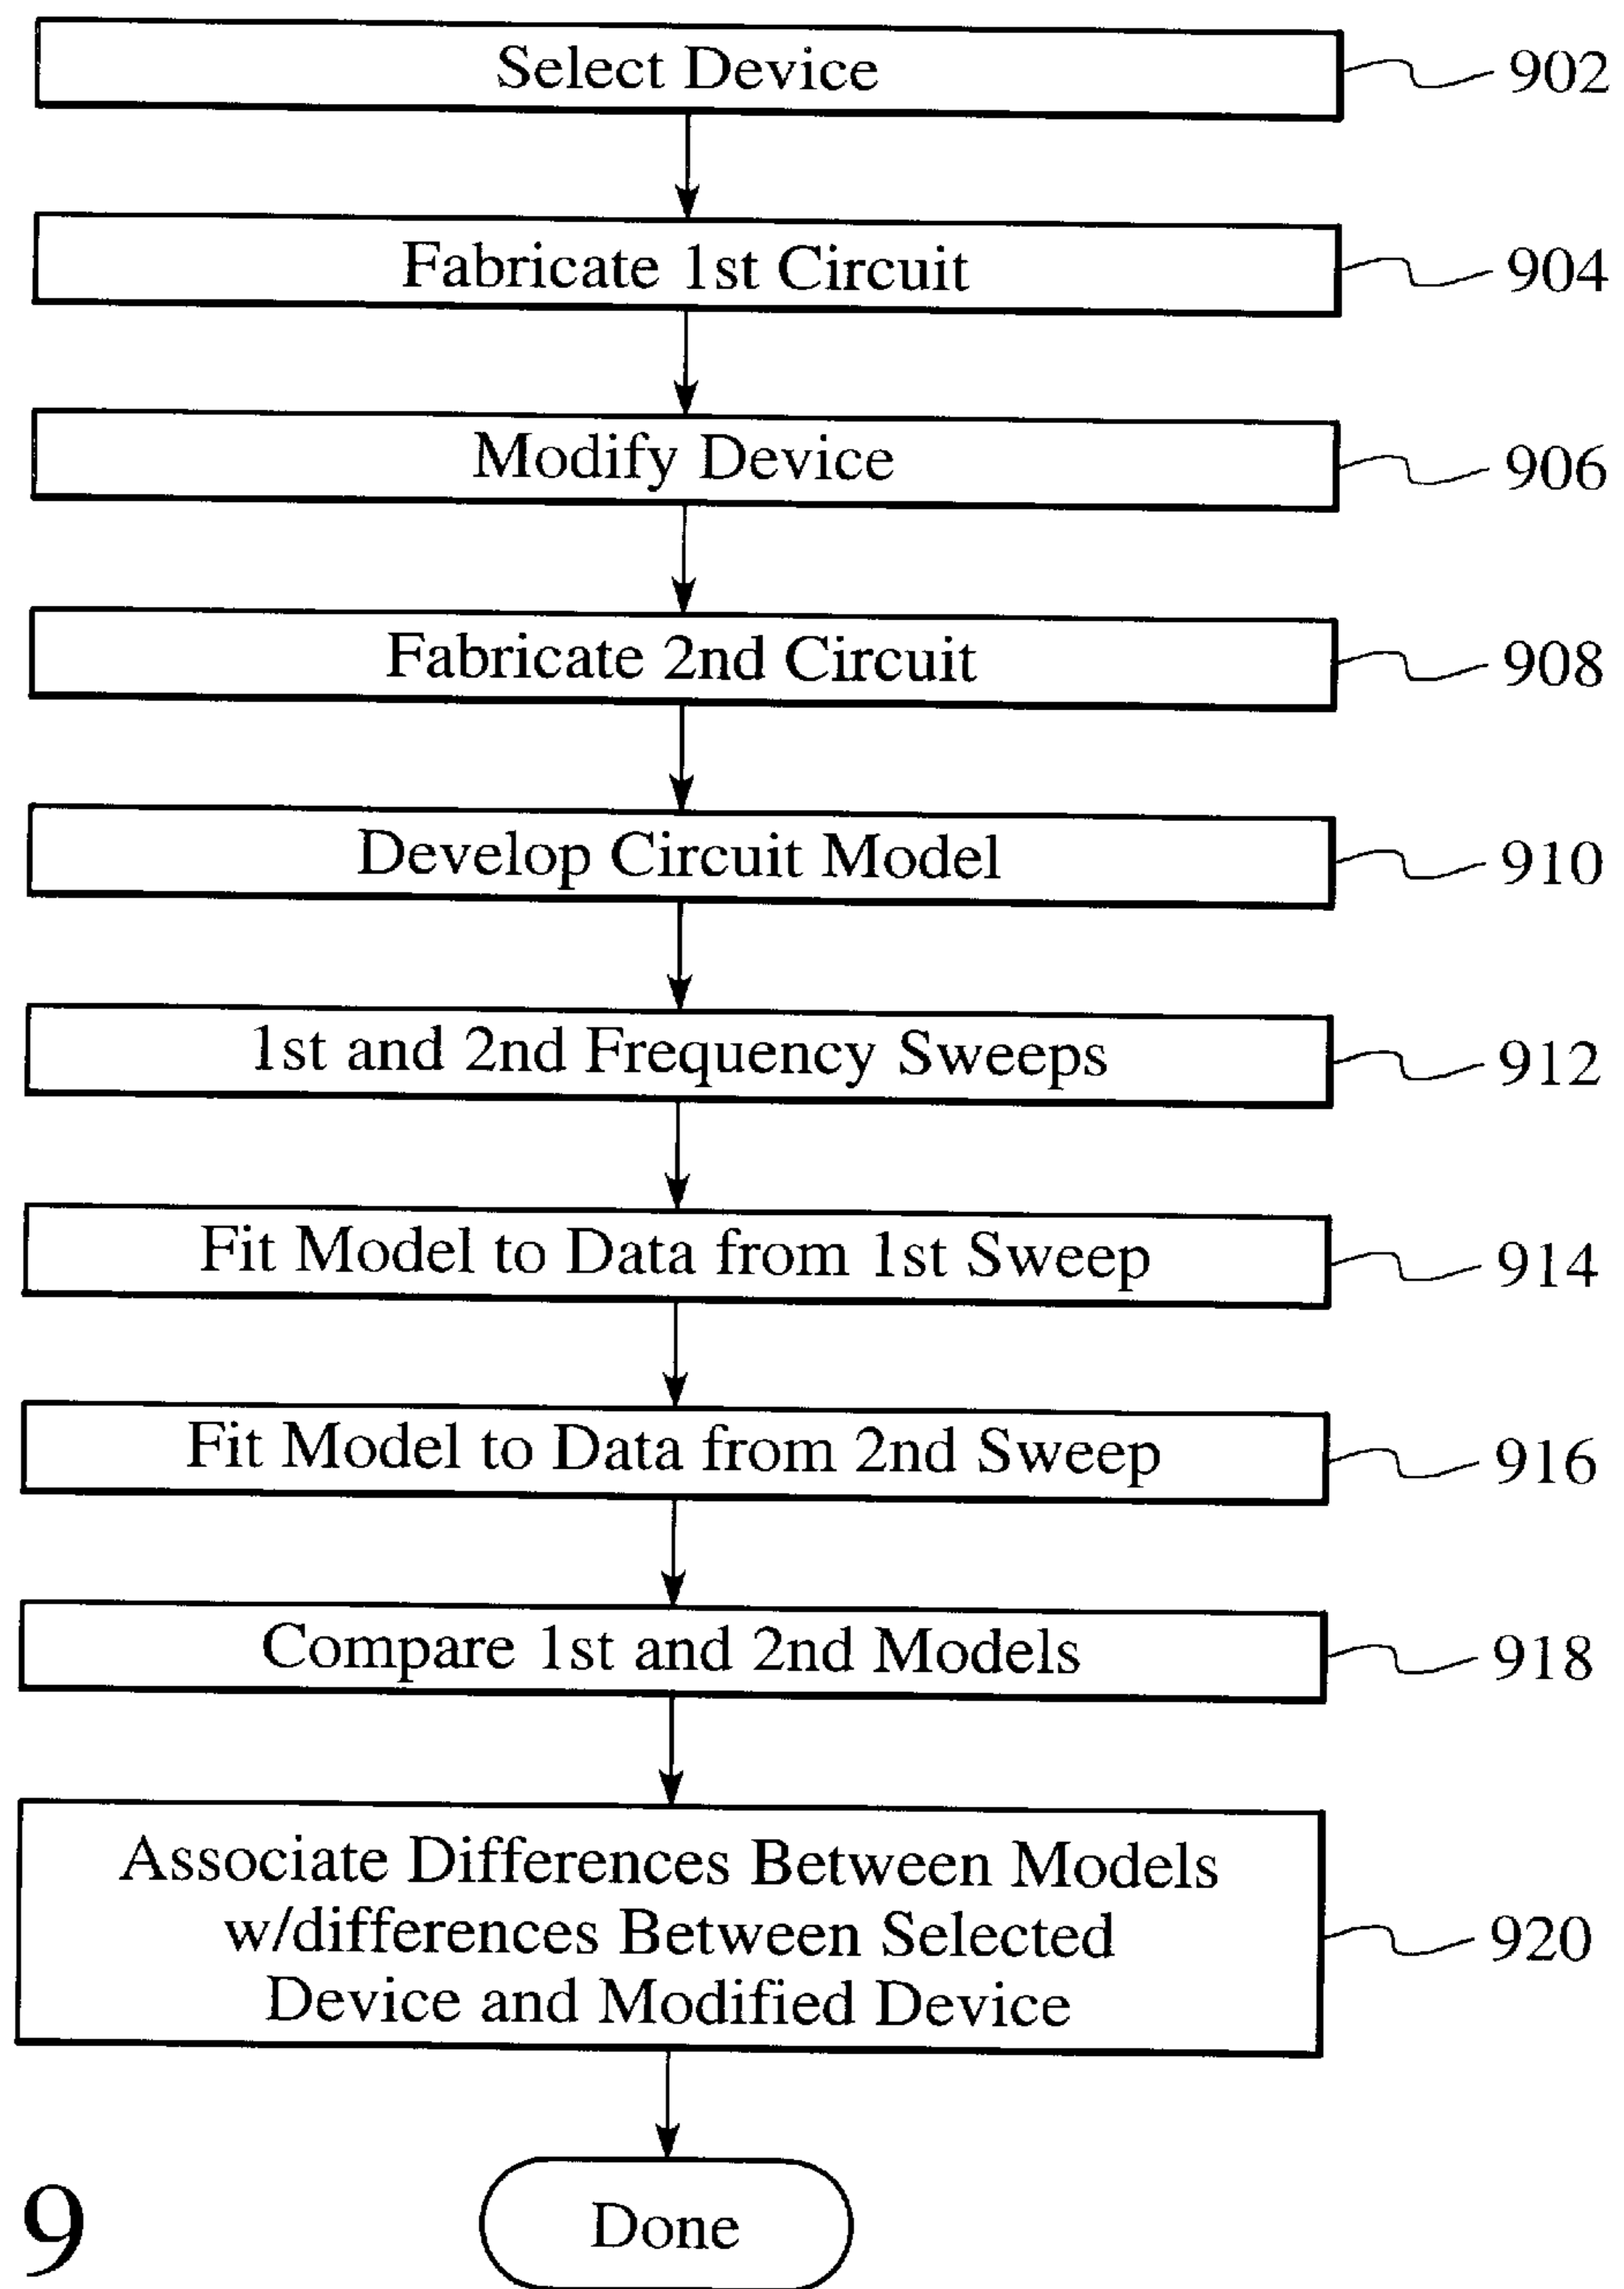 Select Device
902
Fabricate 1st Circuit
904
Modify Device
906
Fabricate 2nd Circuit
908
Develop Circuit Model
910
1st and 2nd Frequency Sweeps
912
Fit Model to Data from 1st Sweep
914
Fit Model to Data from 2nd Sweep
916
Compare 1st and 2nd Models
918
Associate Differences Between Models
w/differences Between Selected
Device and Modified Device
920
Done
9